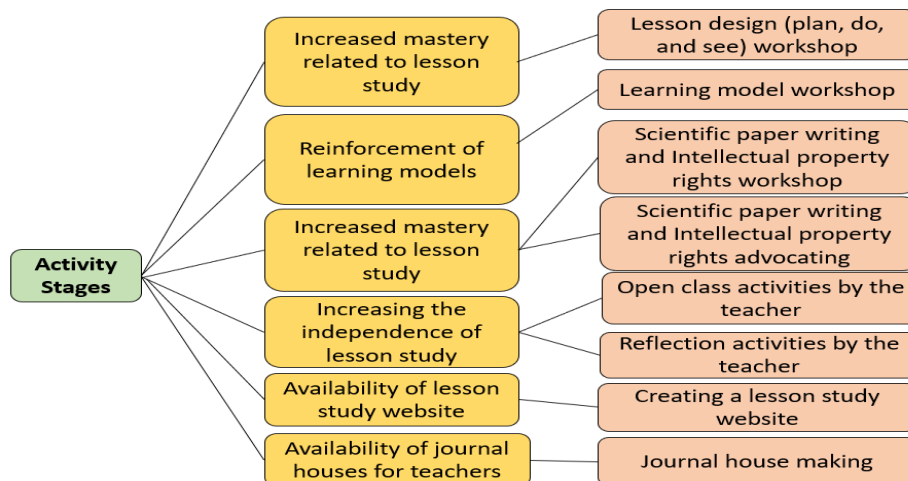 Activity
Stages
Increased mastery
related to lesson
study
Lesson design (plan, do,
and see) workshop
Reinforcement of
learning models
Learning model workshop
Increased mastery
related to lesson
study
Scientific paper writing
and Intellectual property
rights workshop
Scientific paper writing
and Intellectual property
rights advocating
Increasing the
independence of
lesson study
Open class activities by the
teacher
Reflection activities by the
teacher
Availability of lesson
study website
Creating a lesson study
website
Availability of journal
houses for teachers
Journal house making